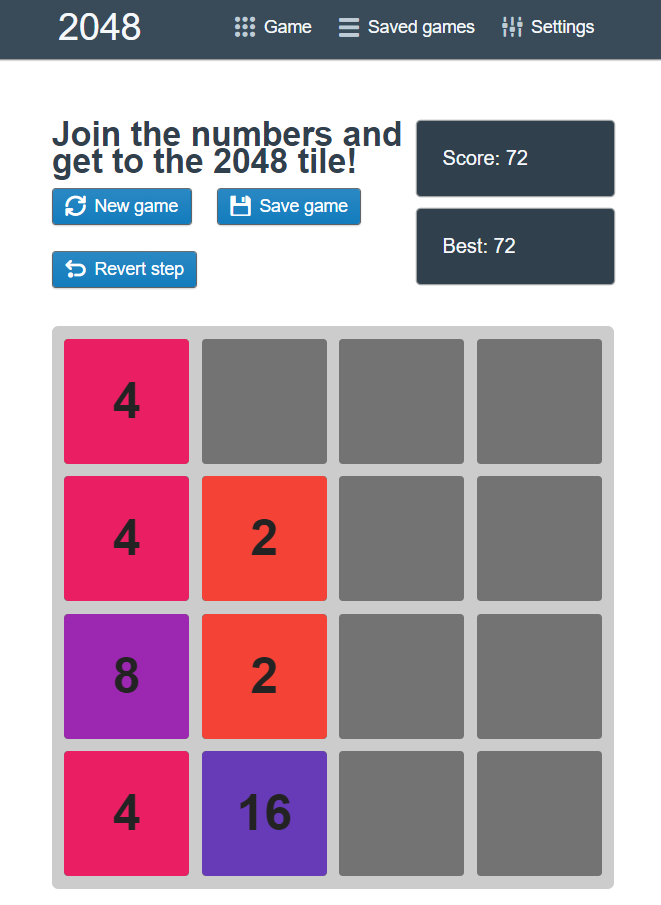 2048 Game Saved games Settings
Join the numbers and
get to the 2048 tile!
Score: 72
New game Save game
Best: 72
Revert step
4
4 2
8 2
4 16